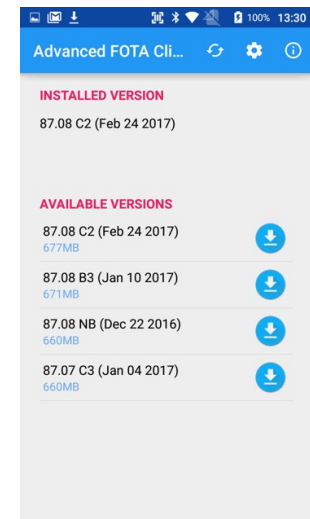 100% 13:30
Advanced FOTA Cli...
INSTALLED VERSION
87.08 C2 (Feb 24 2017)
AVAILABLE VERSIONS
87.08 C2 (Feb 24 2017)
677MB
87.08 B3 (Jan 10 2017)
671MB
87.08 NB (Dec 22 2016)
660MB
87.07 C3 (Jan 04 2017)
660MB